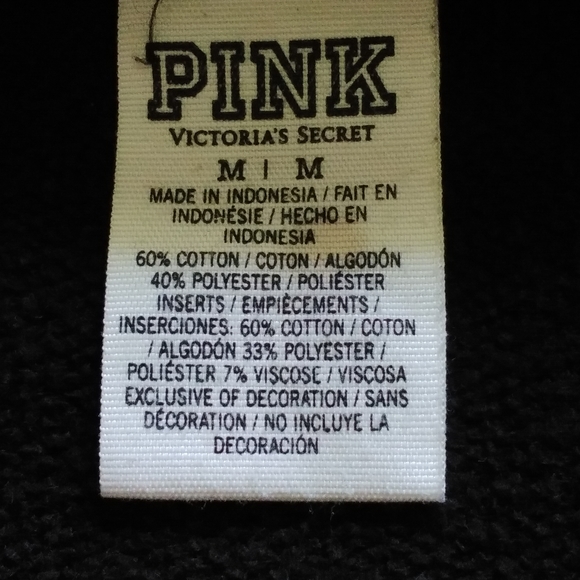 PINK
VICTORIA'S SECRET
M | M
MADE IN INDONESIA / FAIT EN
INDONÉSIE / HECHO EN
INDONESIA
60% COTTON / COTON / ALGODÓN
40% POLYESTER / POLIÉSTER
INSERTS / EMPIÈCEMENTS /
INSERCIONES: 60% COTTON / COTON
/ ALGODÓN 33% POLYESTER /
POLIÉSTER 7% VISCOSE / VISCOSA
EXCLUSIVE OF DECORATION / SANS
DÉCORATION / NO INCLUYE LA
DECORACIÓN